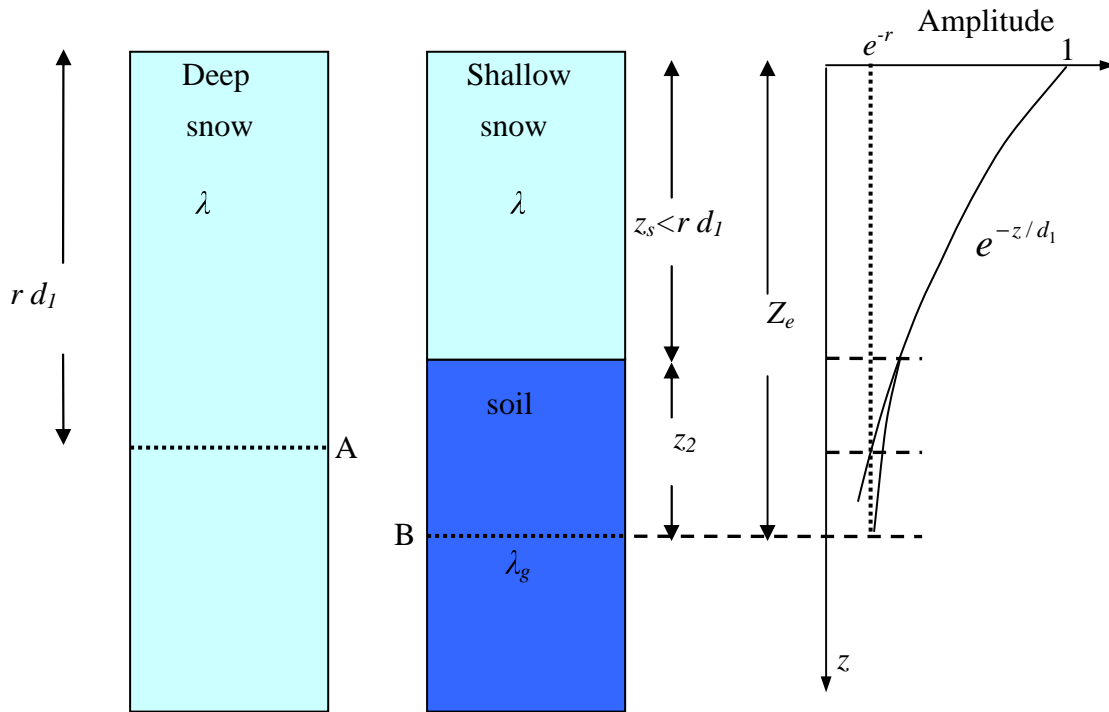 Deep
snow
λ
r d1
A
Shallow
snow
λ
zs<r d1
soil
z2
B
λg
Ze
Amplitude
e-r
1
e−z/d1
z